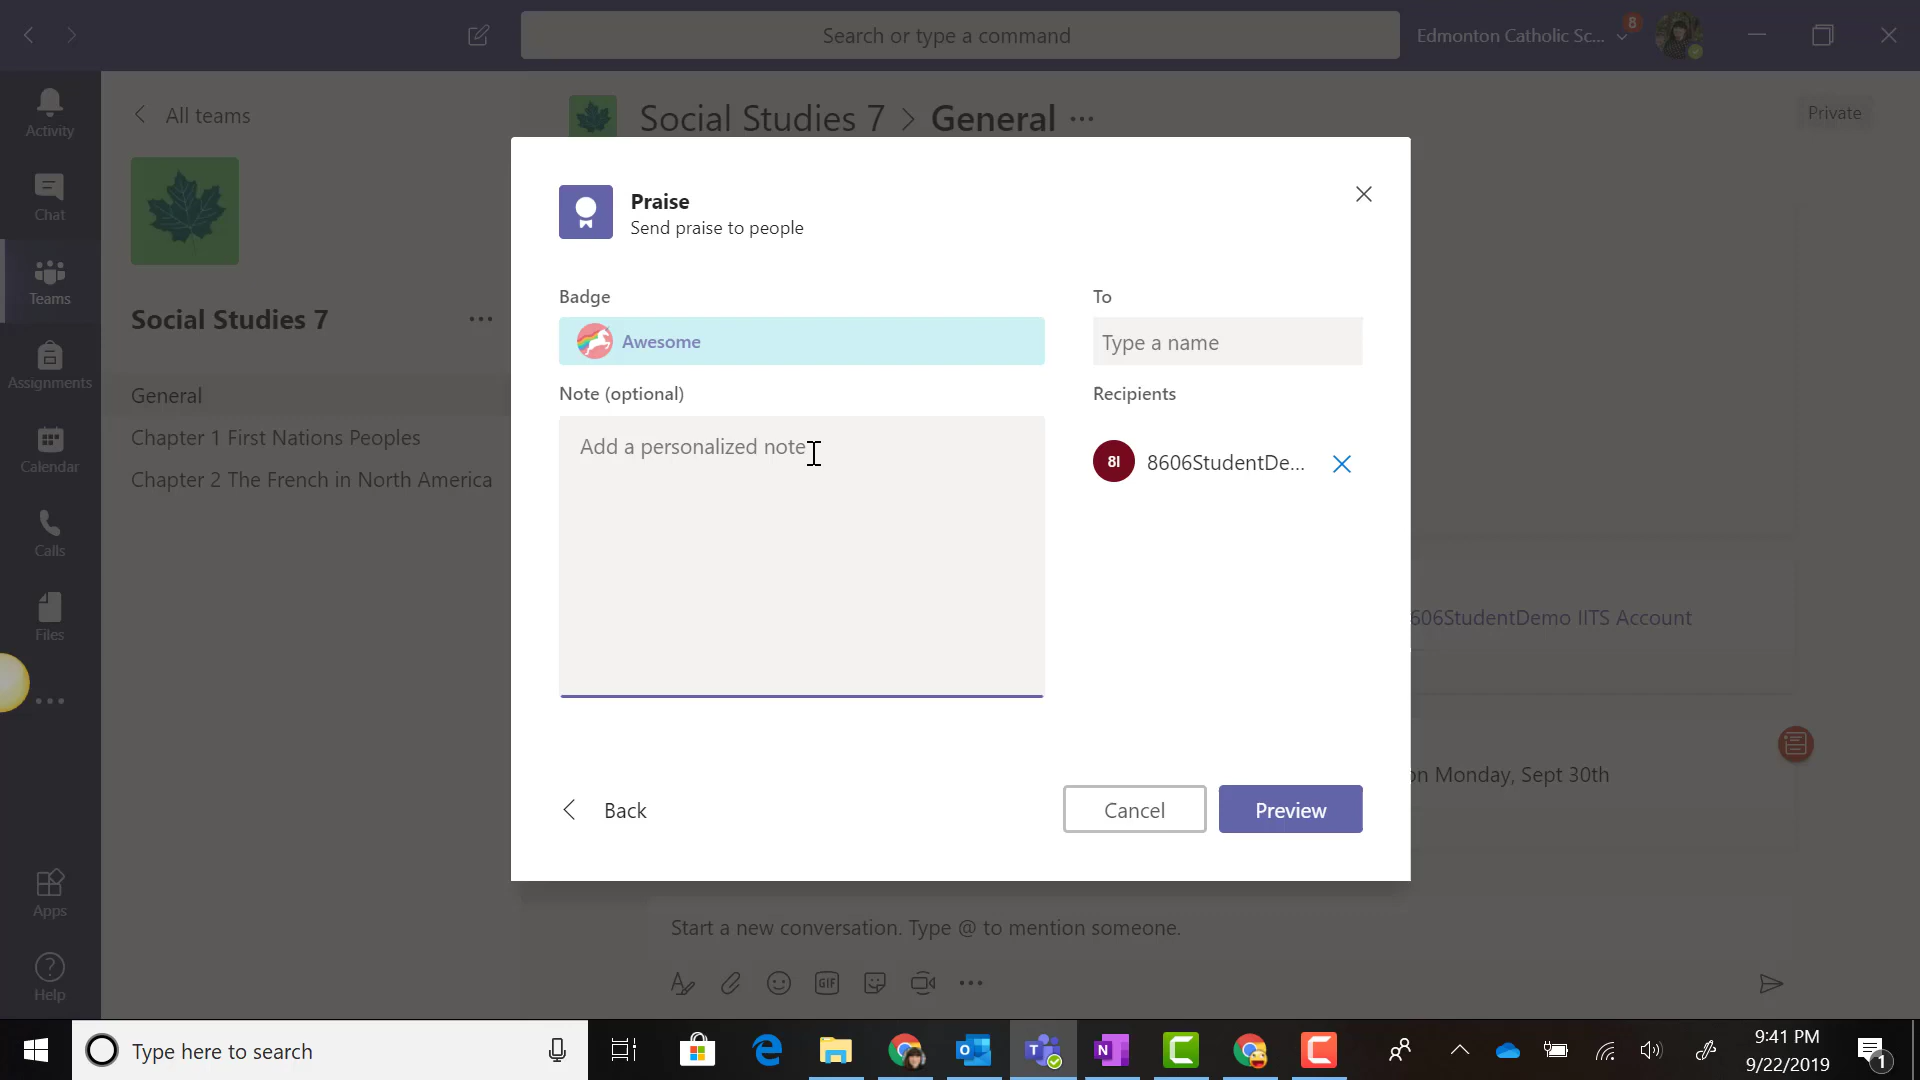 Search or type a command
Edmonton Catholic Sc...
8
Activity
Chat
Teams
Assignments
Calendar
Calls
Files
Apps
Help
All teams
Social Studies 7
General
Chapter 1 First Nations Peoples
Chapter 2 The French in North America
Social Studies 7 > General
Private
Praise
Send praise to people
Badge
Awesome
Note (optional)
Add a personalized note
To
Type a name
Recipients
8I
8606StudentDe...
Back
Cancel
Preview
606StudentDemo IITS Account
on Monday, Sept 30th
Start a new conversation. Type @ to mention someone.
GIF
Type here to search
9:41 PM
9/22/2019
1